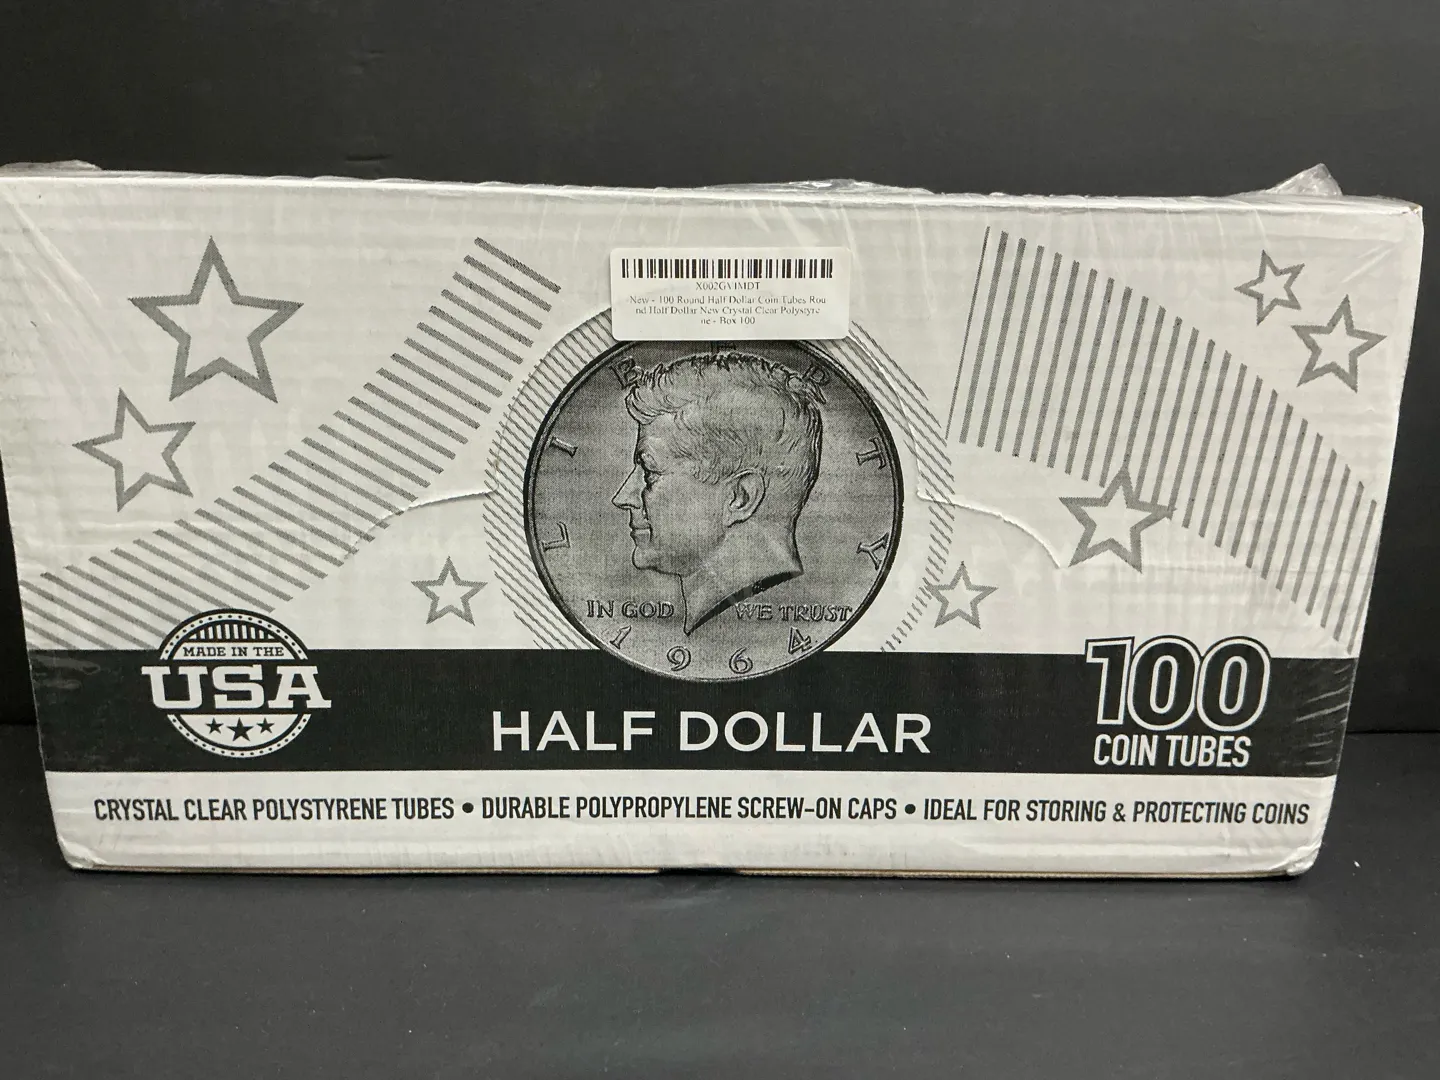 X002GV1MDT
New - 100 Round Half Dollar Coin Tubes Rou
nd Half Dollar New Crystal Clear Polystyre
ne - Box 100
LIBERTY
IN GOD WE TRUST
1964
MADE IN THE
USA
HALF DOLLAR
100
COIN TUBES
CRYSTAL CLEAR POLYSTYRENE TUBES • DURABLE POLYPROPYLENE SCREW-ON CAPS • IDEAL FOR STORING & PROTECTING COINS